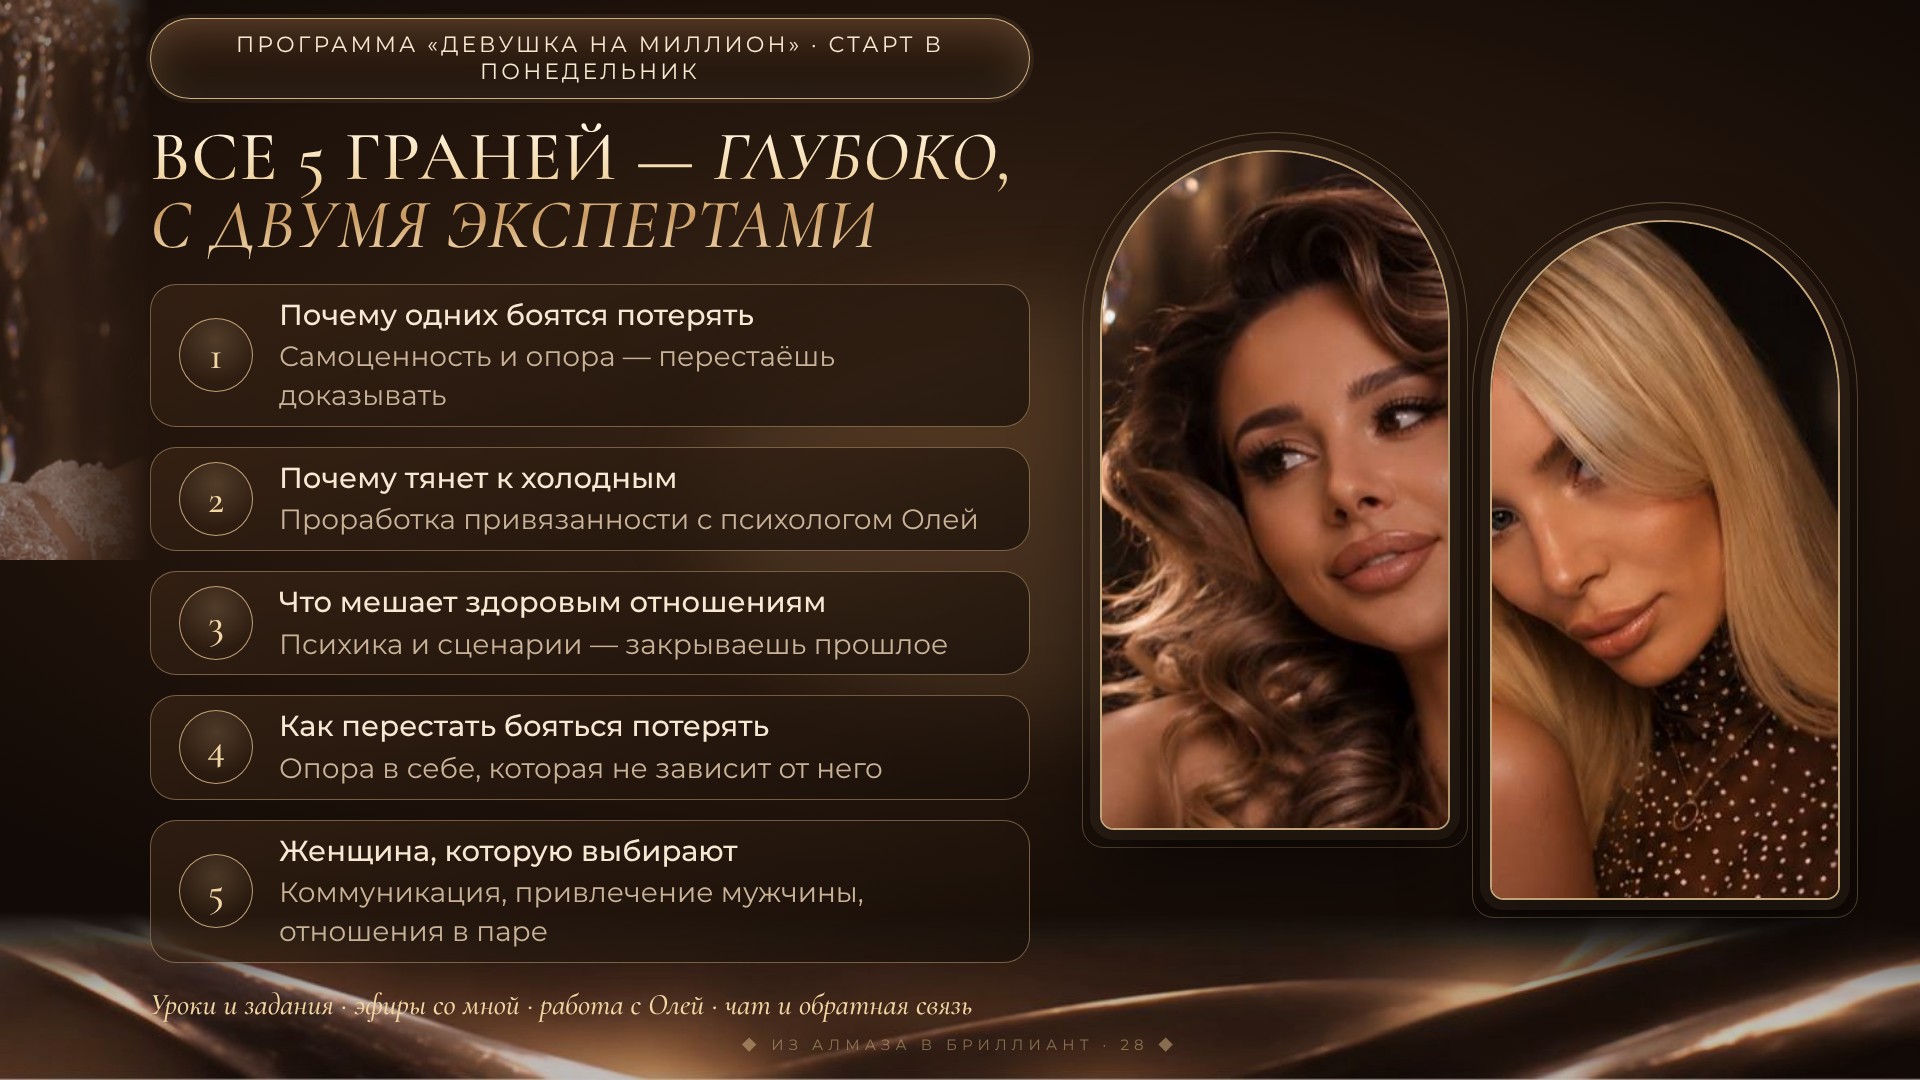 ПРОГРАММА «ДЕВУШКА НА МИЛЛИОН» · СТАРТ В
ПОНЕДЕЛЬНИК
ВСЕ 5 ГРАНЕЙ — ГЛУБОКО,
С ДВУМЯ ЭКСПЕРТАМИ
1
Почему одних боятся потерять
Самоценность и опора — перестаёшь
доказывать
2
Почему тянет к холодным
Проработка привязанности с психологом Олей
3
Что мешает здоровым отношениям
Психика и сценарии — закрываешь прошлое
4
Как перестать бояться потерять
Опора в себе, которая не зависит от него
5
Женщина, которую выбирают
Коммуникация, привлечение мужчины,
отношения в паре
Уроки и задания · эфиры со мной · работа с Олей · чат и обратная связь
◆ ИЗ АЛМАЗА В БРИЛЛИАНТ · 28 ◆